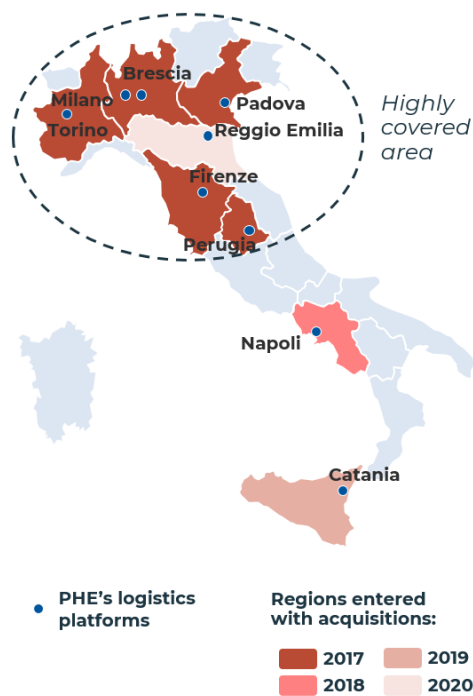 Brescia
Milano
Padova
Torino
Reggio Emilia
Highly
covered
area
Firenze
Perugia
Napoli
Catania
PHE's logistics
platforms
Regions entered
with acquisitions:
2017
2019
2018
2020